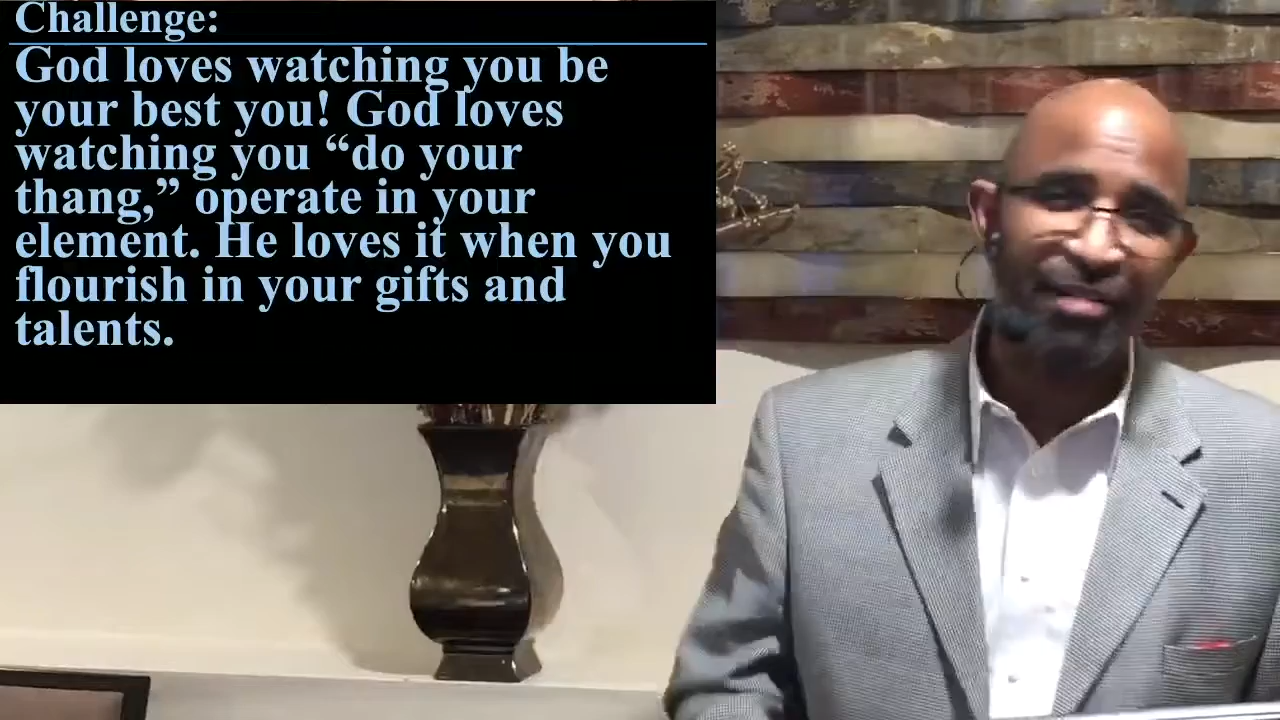 Challenge:
God loves watching you be
your best you! God loves
watching you “do your
thang,” operate in your
element. He loves it when you
flourish in your gifts and
talents.